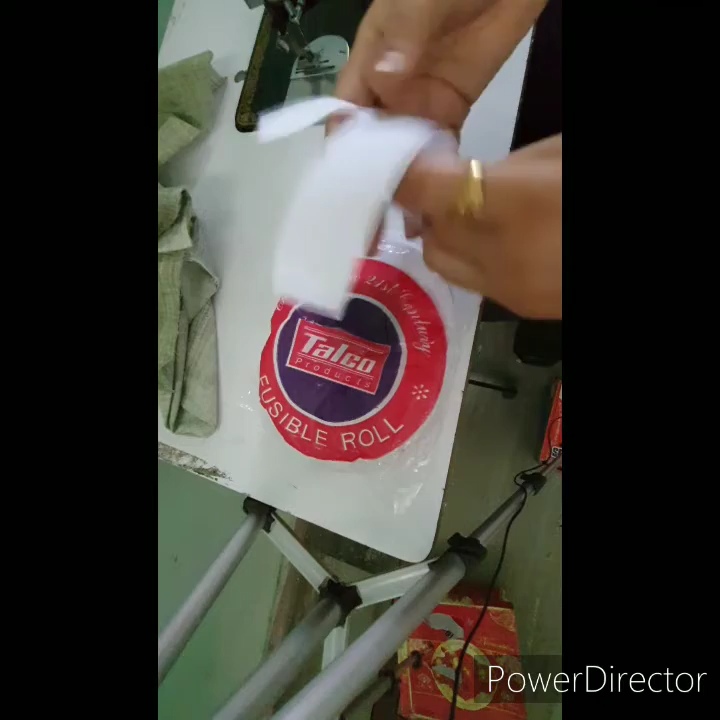 21st Century
Talco
Products
FUSIBLE ROLL
PowerDirector